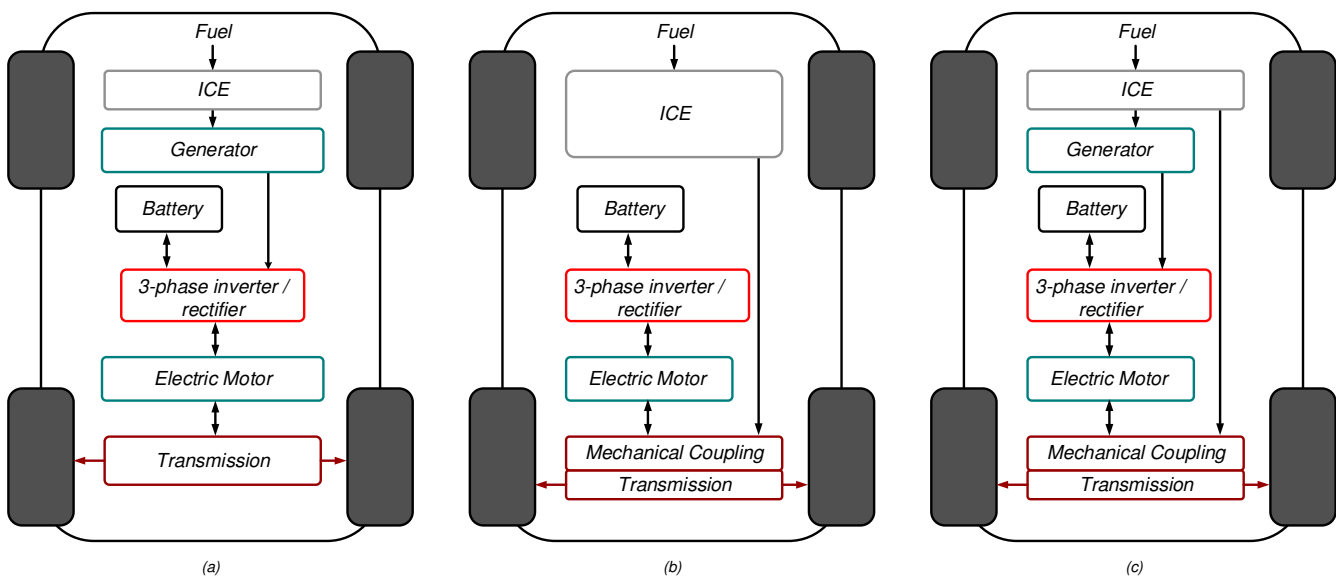 Fuel
ICE
Generator
Battery
3-phase inverter /
rectifier
Electric Motor
Transmission
(a)
Fuel
ICE
Battery
3-phase inverter /
rectifier
Electric Motor
Mechanical Coupling
Transmission
(b)
Fuel
ICE
Generator
Battery
3-phase inverter /
rectifier
Electric Motor
Mechanical Coupling
Transmission
(c)